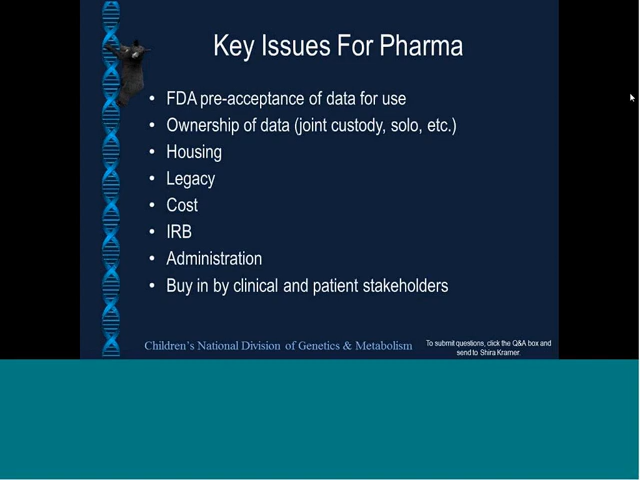 Key Issues For Pharma
• FDA pre-acceptance of data for use
• Ownership of data (joint custody, solo, etc.)
• Housing
• Legacy
• Cost
• IRB
• Administration
• Buy in by clinical and patient stakeholders
Children's National Division of Genetics & Metabolism
To submit questions, click the Q&A box and
send to Shira Kramer.